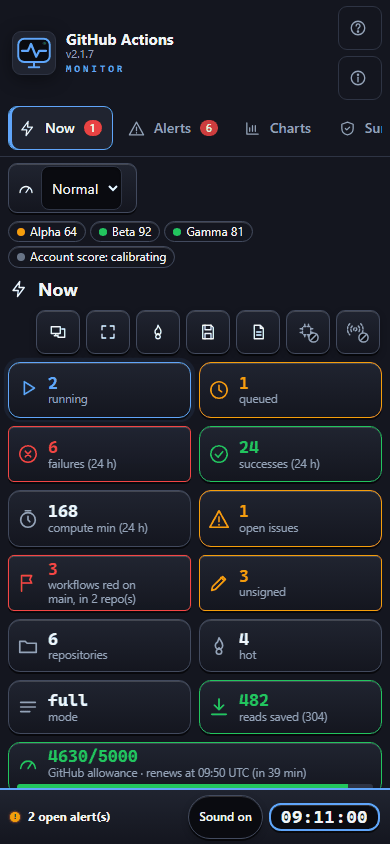 GitHub Actions
v2.1.7
MONITOR
Now 1
Alerts 6
Charts
Su
Normal
Alpha 64
Beta 92
Gamma 81
Account score: calibrating
Now
2
running
1
queued
6
failures (24 h)
24
successes (24 h)
168
compute min (24 h)
1
open issues
3
workflows red on
main, in 2 repo(s)
3
unsigned
6
repositories
4
hot
full
mode
482
reads saved (304)
4630/5000
GitHub allowance · renews at 09:50 UTC (in 39 min)
2 open alert(s)
Sound on
09:11:00